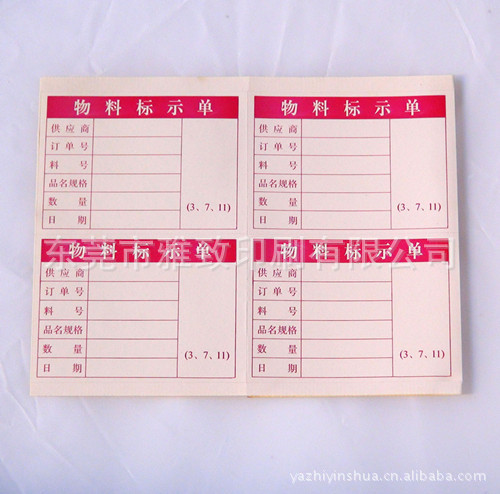 物料标示单 物料标示单
供应商 供应商
订单号 订单号
料号 料号
品名规格 品名规格
数量 (3、7、11) 数量 (3、7、11)
日期 日期
东莞市雅致印刷有限公司
物料标示单 物料标示单
供应商 供应商
订单号 订单号
料号 料号
品名规格 品名规格
数量 (3、7、11) 数量 (3、7、11)
日期 日期
yazhiyinshua.cn.alibaba.com